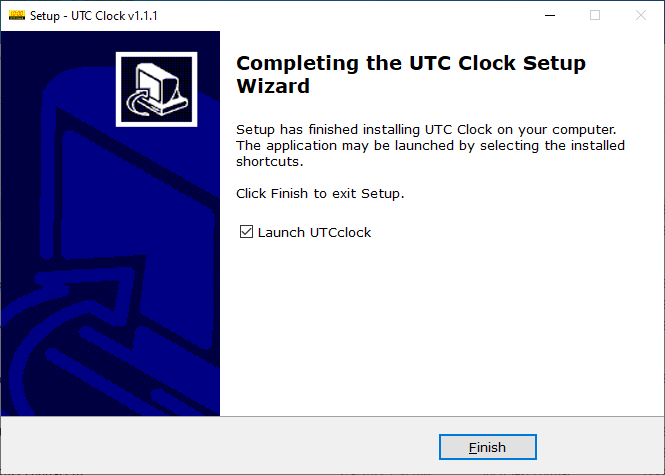 Setup - UTC Clock v1.1.1
Completing the UTC Clock Setup
Wizard
Setup has finished installing UTC Clock on your computer.
The application may be launched by selecting the installed
shortcuts.
Click Finish to exit Setup.
Launch UTCclock
Finish